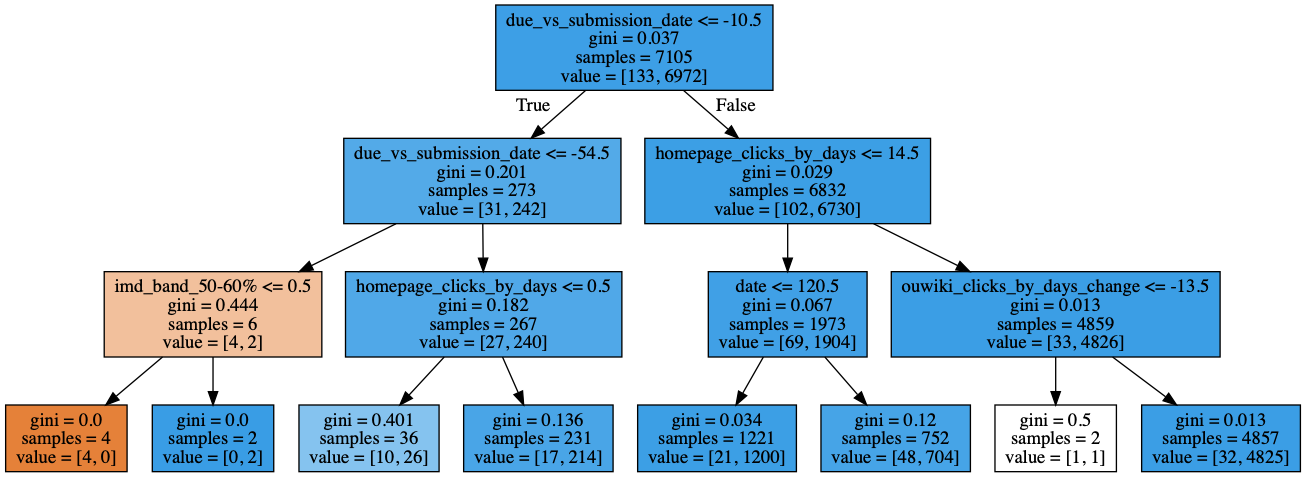 due_vs_submission_date <= -10.5
gini = 0.037
samples = 7105
value = [133, 6972]
True
False
due_vs_submission_date <= -54.5
gini = 0.201
samples = 273
value = [31, 242]
homepage_clicks_by_days <= 14.5
gini = 0.029
samples = 6832
value = [102, 6730]
imd_band_50-60% <= 0.5
gini = 0.444
samples = 6
value = [4, 2]
homepage_clicks_by_days <= 0.5
gini = 0.182
samples = 267
value = [27, 240]
date <= 120.5
gini = 0.067
samples = 1973
value = [69, 1904]
ouwiki_clicks_by_days_change <= -13.5
gini = 0.013
samples = 4859
value = [33, 4826]
gini = 0.0
samples = 4
value = [4, 0]
gini = 0.0
samples = 2
value = [0, 2]
gini = 0.401
samples = 36
value = [10, 26]
gini = 0.136
samples = 231
value = [17, 214]
gini = 0.034
samples = 1221
value = [21, 1200]
gini = 0.12
samples = 752
value = [48, 704]
gini = 0.5
samples = 2
value = [1, 1]
gini = 0.013
samples = 4857
value = [32, 4825]